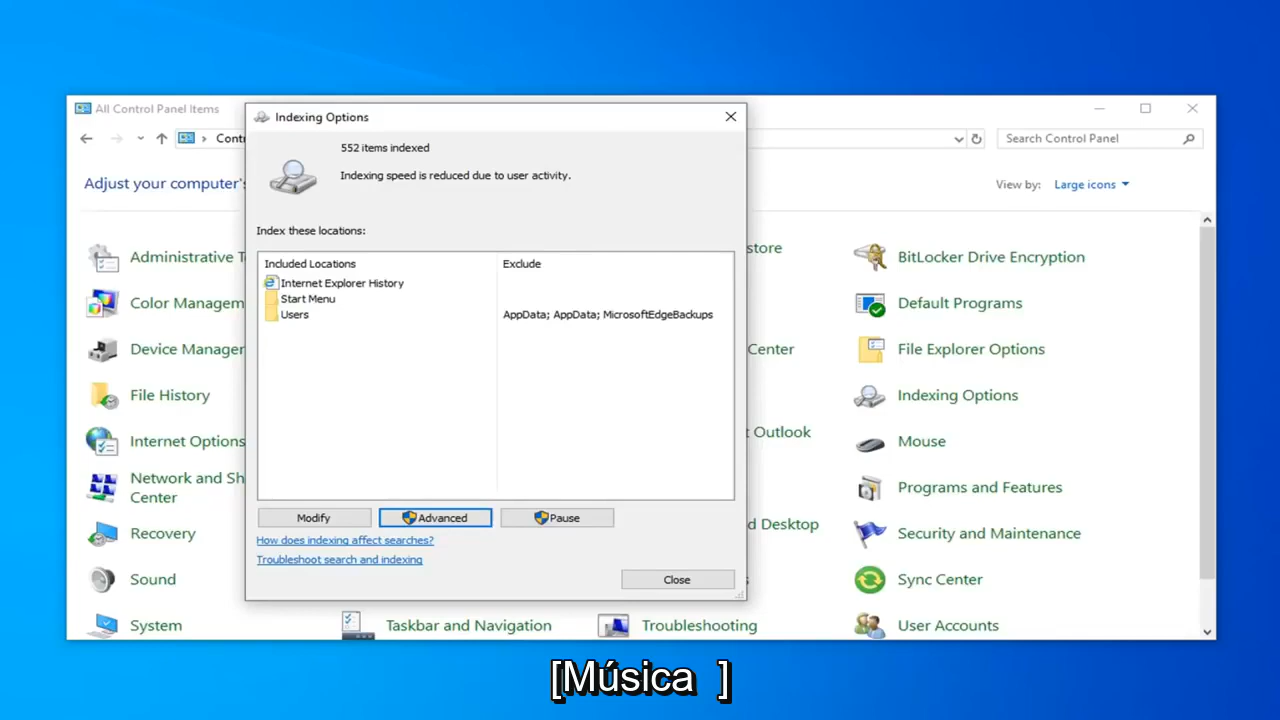 All Control Panel Items
Indexing Options
Contr
Search Control Panel
552 items indexed
Indexing speed is reduced due to user activity.
Adjust your computer's
View by: Large icons
Index these locations:
Included Locations
Exclude
Internet Explorer History
Start Menu
Users
AppData; AppData; MicrosoftEdgeBackups
Modify
Advanced
Pause
How does indexing affect searches?
Troubleshoot search and indexing
Close
Administrative T
store
BitLocker Drive Encryption
Color Managem
Default Programs
Device Manager
Center
File Explorer Options
File History
Indexing Options
Internet Options
t Outlook
Mouse
Network and Sh
Center
Programs and Features
Recovery
d Desktop
Security and Maintenance
Sound
s
Sync Center
System
Taskbar and Navigation
Troubleshooting
User Accounts
[Música ]